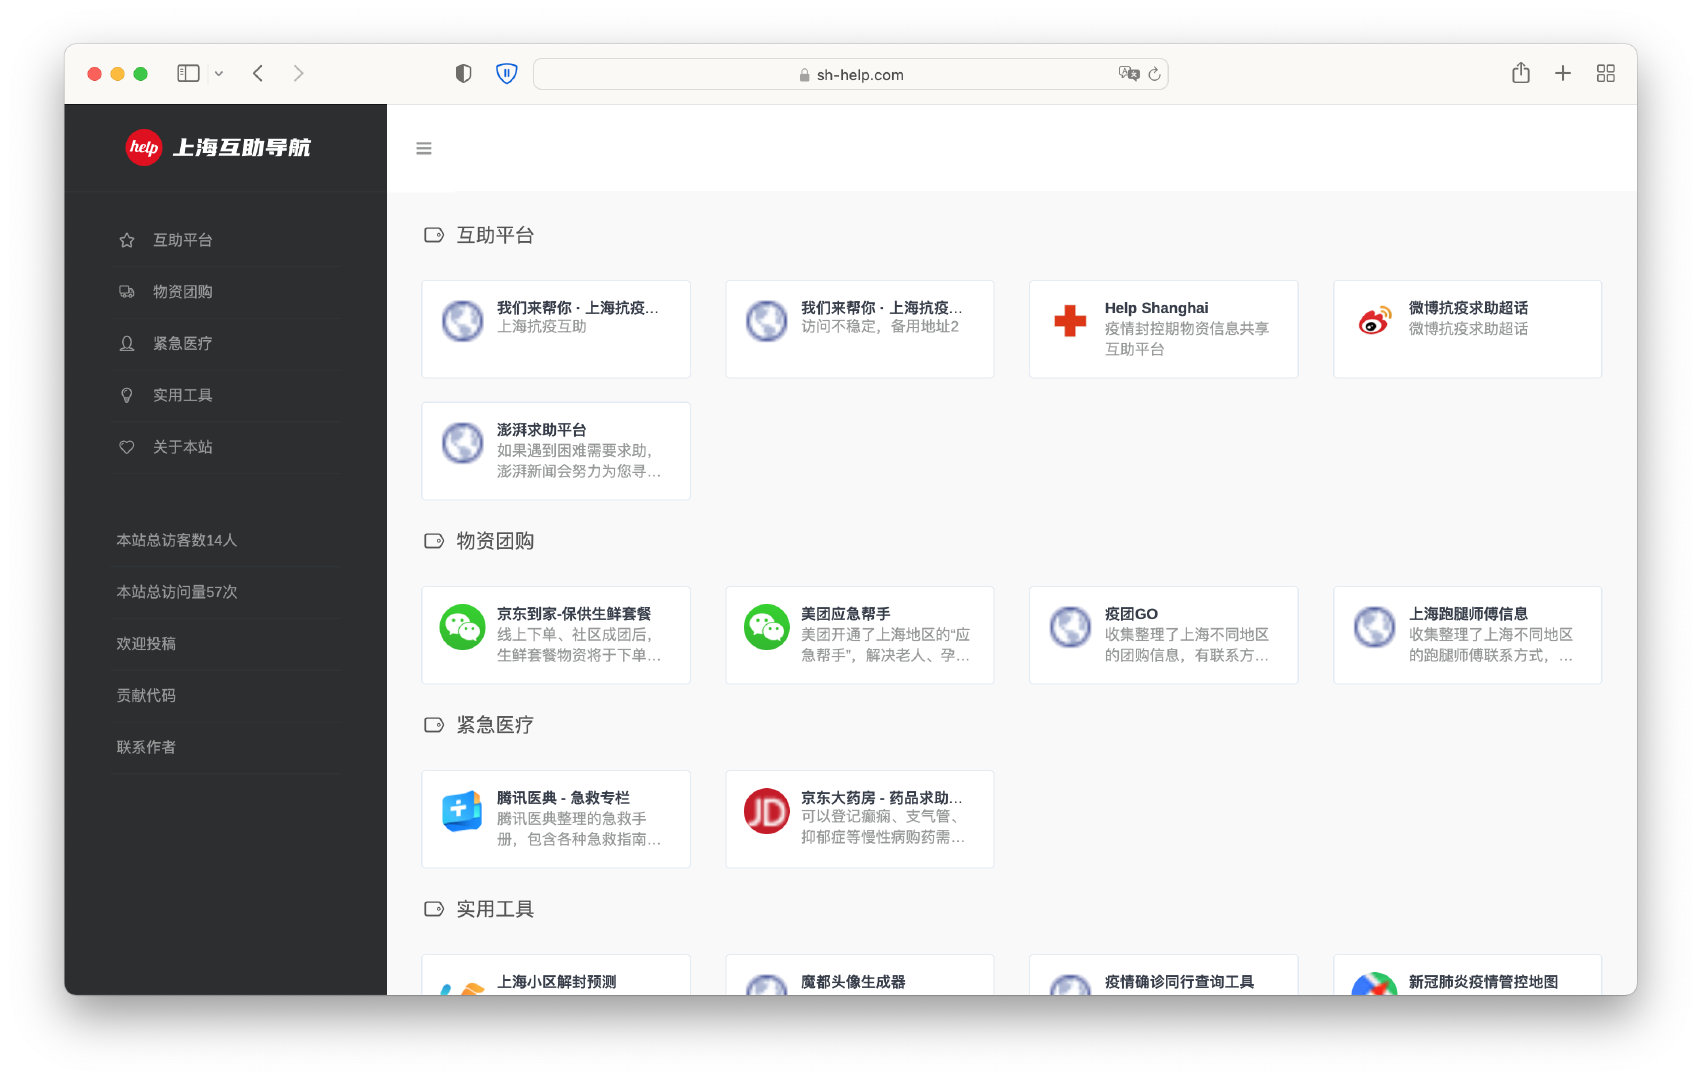 sh-help.com
help 上海互助导航
互助平台
物资团购
紧急医疗
实用工具
关于本站
本站总访客数14人
本站总访问量57次
欢迎投稿
贡献代码
联系作者
互助平台
我们来帮你 · 上海抗疫...
上海抗疫互助
我们来帮你 · 上海抗疫...
访问不稳定，备用地址2
Help Shanghai
疫情封控期物资信息共享
互助平台
微博抗疫求助超话
微博抗疫求助超话
澎湃求助平台
如果遇到困难需要求助，
澎湃新闻会努力为您寻...
物资团购
京东到家-保供生鲜套餐
线上下单、社区成团后，
生鲜套餐物资将于下单...
美团应急帮手
美团开通了上海地区的“应
急帮手”，解决老人、孕...
疫团GO
收集整理了上海不同地区
的团购信息，有联系方...
上海跑腿师傅信息
收集整理了上海不同地区
的跑腿师傅联系方式，...
紧急医疗
腾讯医典 - 急救专栏
腾讯医典整理的急救手
册，包含各种急救指南...
JD
京东大药房 - 药品求助...
可以登记癫痫、支气管、
抑郁症等慢性病购药需...
实用工具
上海小区解封预测
魔都头像生成器
疫情确诊同行查询工具
新冠肺炎疫情管控地图